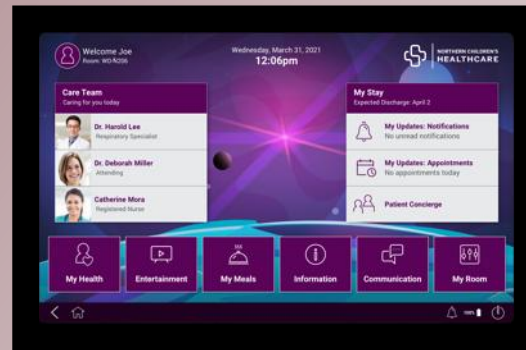 Welcome Joe
Wednesday, March 31, 2021
12:06pm
NORTHERN CHILDREN'S
HEALTHCARE
Care Team
Caring for you today
Dr. Harold Lee
Respiratory Specialist
Dr. Deborah Miller
Attending
Catherine Mora
Registered Nurse
My Stay
Expected Discharge: April 2
My Updates: Notifications
No unread notifications
My Updates: Appointments
No appointments today
Patient Concierge
My Health
Entertainment
My Meals
Information
Communication
My Room
100%